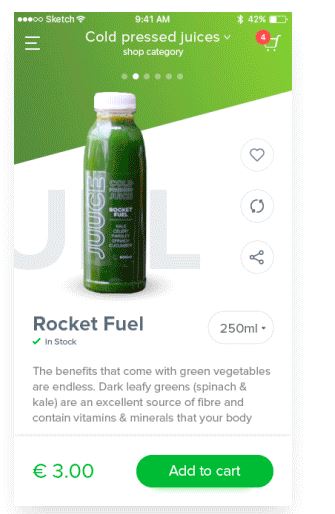 Sketch
9:41 AM
42%
Cold pressed juices
shop category
4
JUUCE
COLD
PRESSED
JUICE
ROCKET
FUEL
KALE
CELERY
PARSLEY
SPINACH
CUCUMBER
Rocket Fuel
In Stock
250ml
The benefits that come with green vegetables
are endless. Dark leafy greens (spinach &
kale) are an excellent source of fibre and
contain vitamins & minerals that your body
€ 3.00
Add to cart